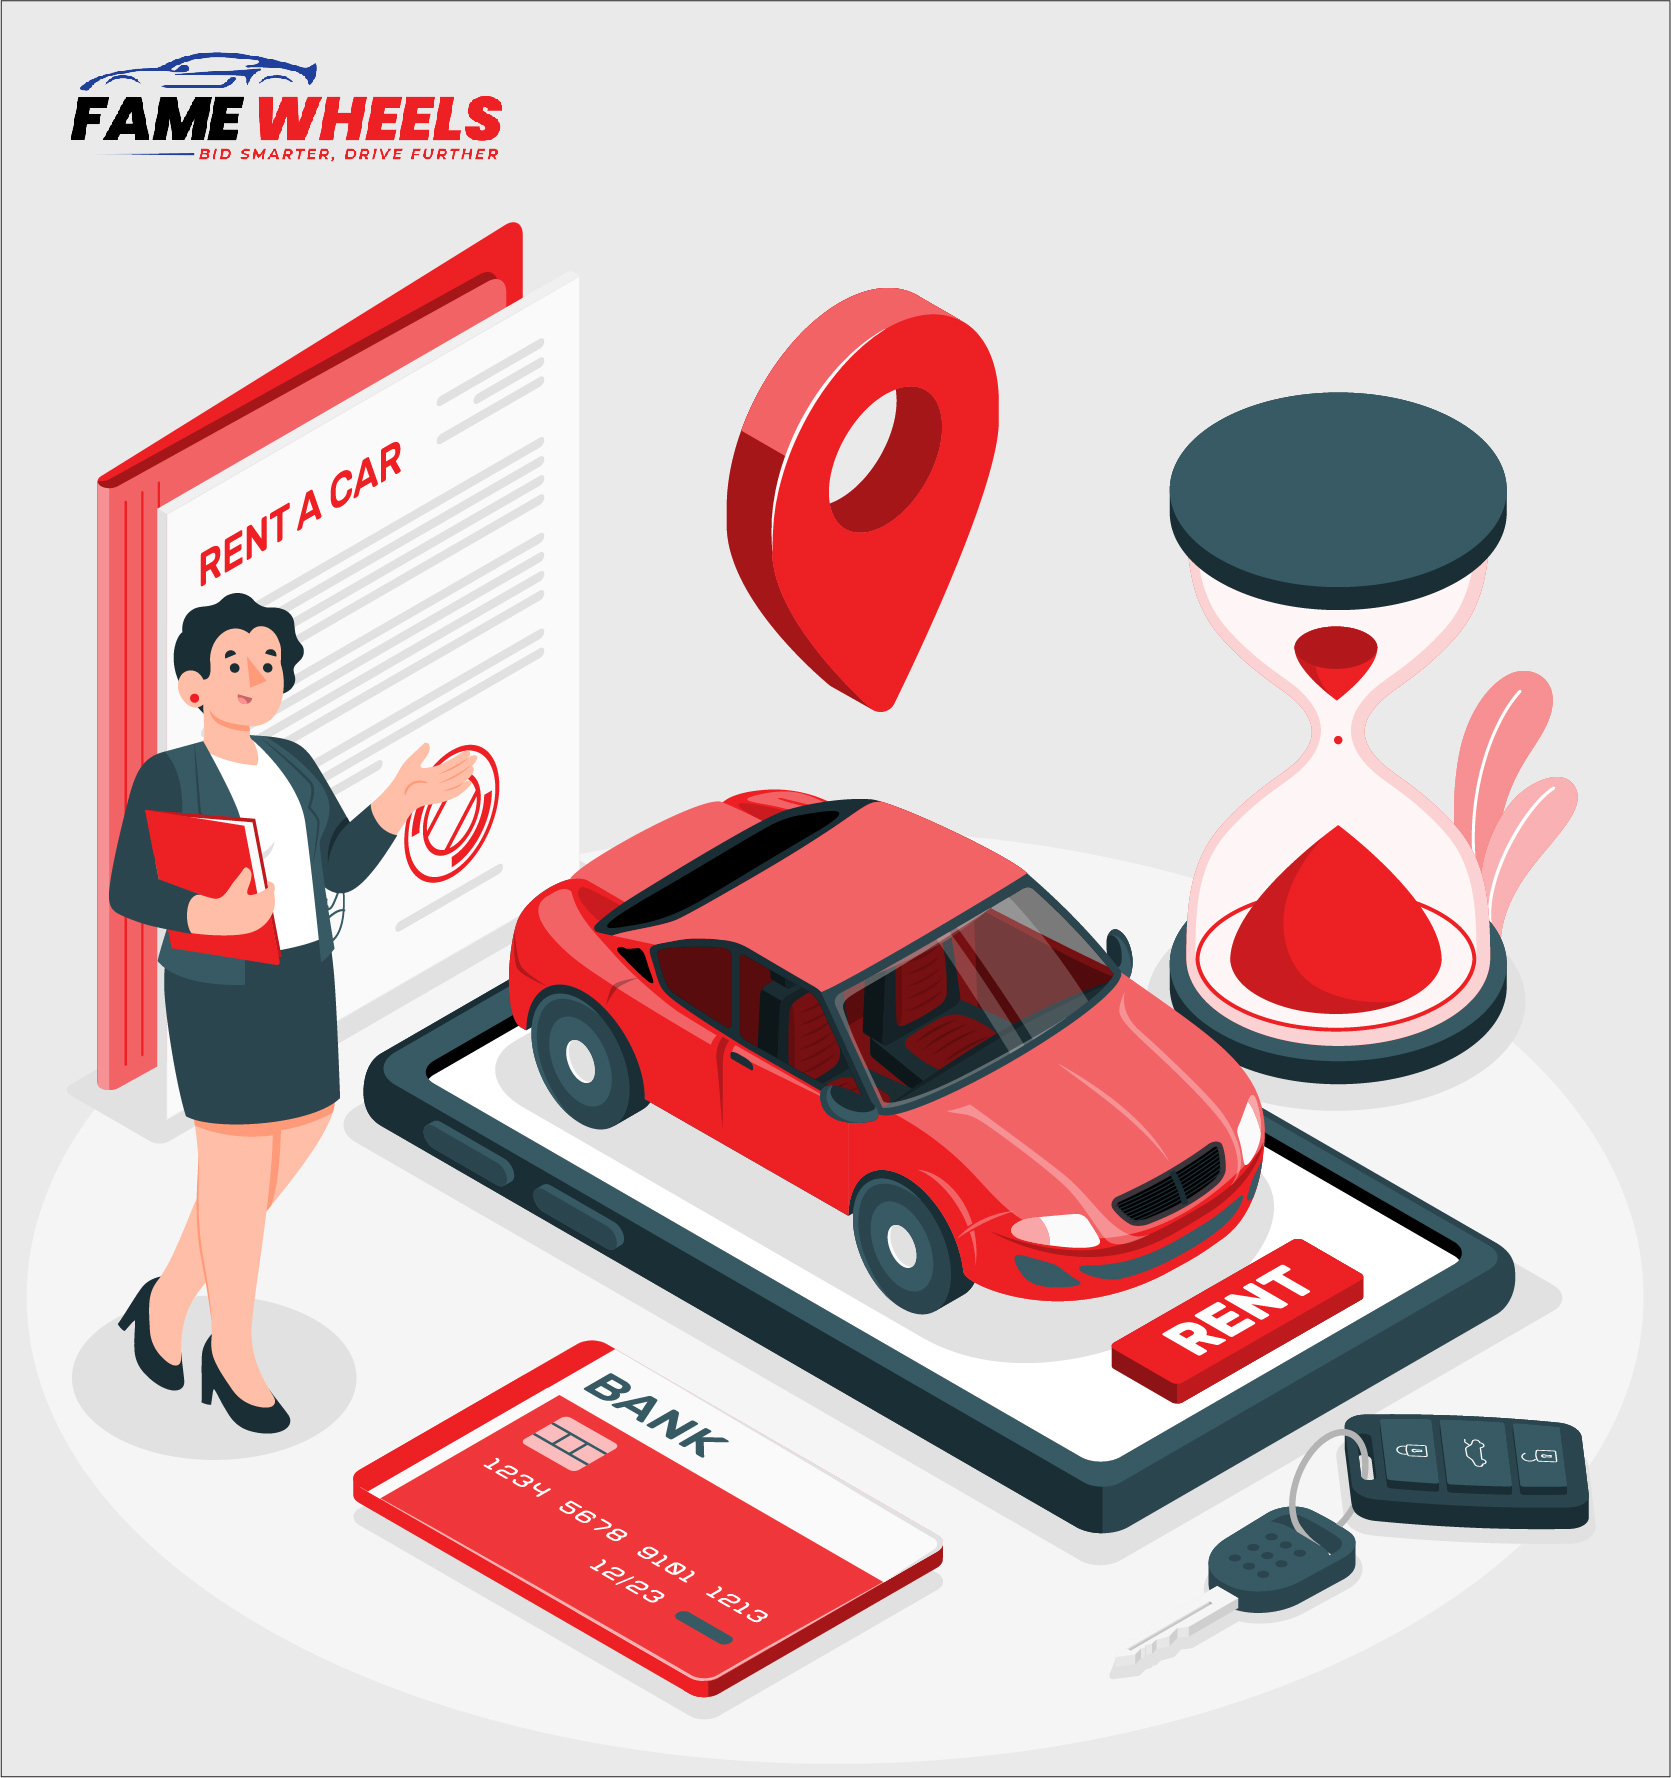 FAME WHEELS
BID SMARTER, DRIVE FURTHER
RENT A CAR
RENT
BANK
1234 5678 9101 1213
12/23